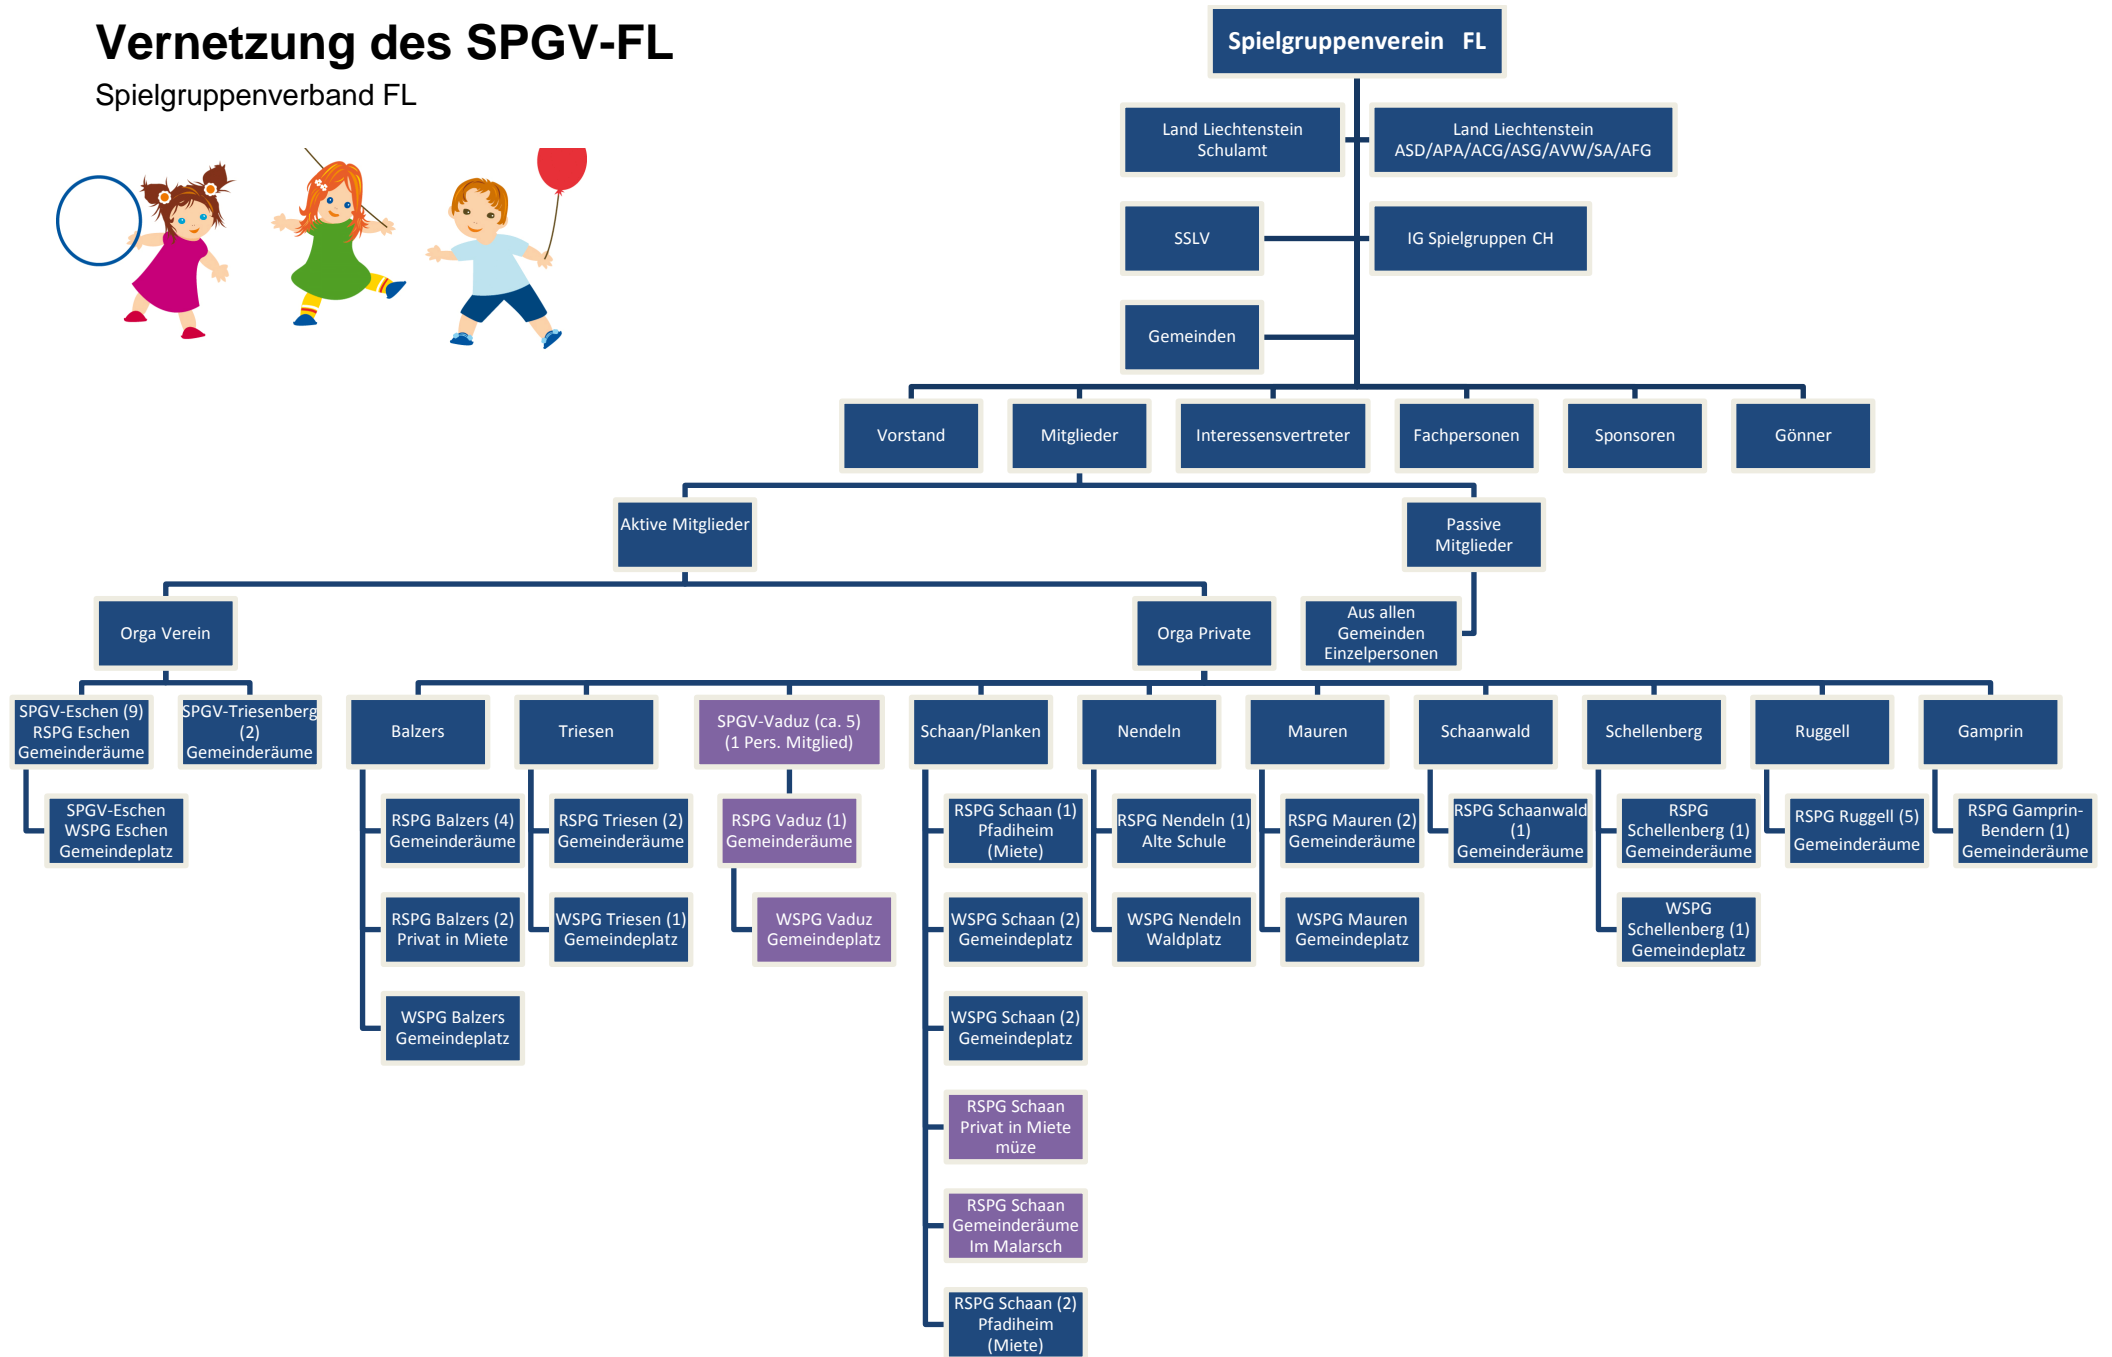 Vernetzung des SPGV-FL
Spielgruppenverband FL
Spielgruppenverein FL
Land Liechtenstein
Schulamt
Land Liechtenstein
ASD/APA/ACG/ASG/AVW/SA/AFG
SSLV
IG Spielgruppen CH
Gemeinden
Vorstand
Mitglieder
Interessensvertreter
Fachpersonen
Sponsoren
Gönner
Aktive Mitglieder
Passive
Mitglieder
Orga Verein
Orga Private
Aus allen
Gemeinden
Einzelpersonen
SPGV-Eschen (9)
RSPG Eschen
Gemeinderäume
SPGV-Triesenberg
(2)
Gemeinderäume
Balzers
Triesen
SPGV-Vaduz (ca. 5)
(1 Pers. Mitglied)
Schaan/Planken
Nendeln
Mauren
Schaanwald
Schellenberg
Ruggell
Gamprin
SPGV-Eschen
WSPG Eschen
Gemeindeplatz
RSPG Balzers (4)
Gemeinderäume
RSPG Triesen (2)
Gemeinderäume
RSPG Vaduz (1)
Gemeinderäume
RSPG Schaan (1)
Pfadiheim
(Miete)
RSPG Nendeln (1)
Alte Schule
RSPG Mauren (2)
Gemeinderäume
RSPG Schaanwald
(1)
Gemeinderäume
RSPG
Schellenberg (1)
Gemeinderäume
RSPG Ruggell (5)
Gemeinderäume
RSPG Gamprin-
Bendern (1)
Gemeinderäume
RSPG Balzers (2)
Privat in Miete
WSPG Triesen (1)
Gemeindeplatz
WSPG Vaduz
Gemeindeplatz
WSPG Schaan (2)
Gemeindeplatz
WSPG Nendeln
Waldplatz
WSPG Mauren
Gemeindeplatz
WSPG
Schellenberg (1)
Gemeindeplatz
WSPG Balzers
Gemeindeplatz
WSPG Schaan (2)
Gemeindeplatz
RSPG Schaan
Privat in Miete
müze
RSPG Schaan
Gemeinderäume
Im Malarsch
RSPG Schaan (2)
Pfadiheim
(Miete)